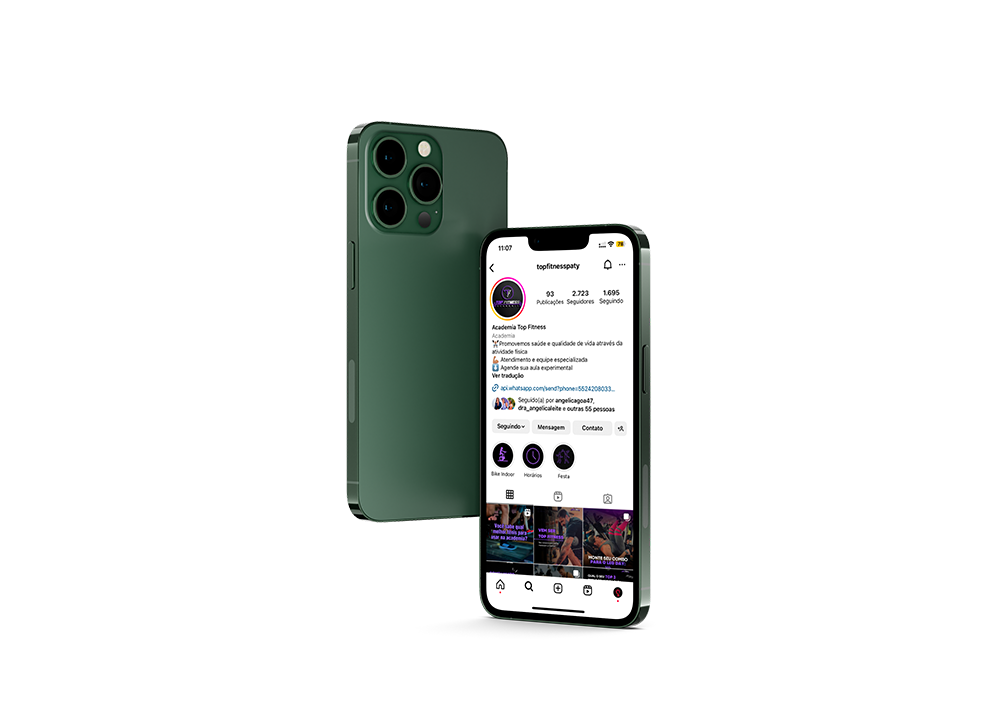 11:07
78
topfitnesspaty
TOP FITNESS
93
2.723
1.695
Publicações
Seguidores
Seguindo
Academia Top Fitness
Academia
Promovemos saúde e qualidade de vida através da
atividade física
Atendimento e equipe especializada
Agende sua aula experimental
Ver tradução
api.whatsapp.com/send?phone=5524208033...
Seguido(a) por angelicagoa47,
dra_angelicaleite e outras 55 pessoas
Seguindo
Mensagem
Contato
Bike Indoor
Horários
Festa
Você sabe qual
para
usar na academia?
VEM SER
TOP FITNESS
MONTE SEU COMBO
PARA O LEG DAY.
QUAL O SEU TOP 3